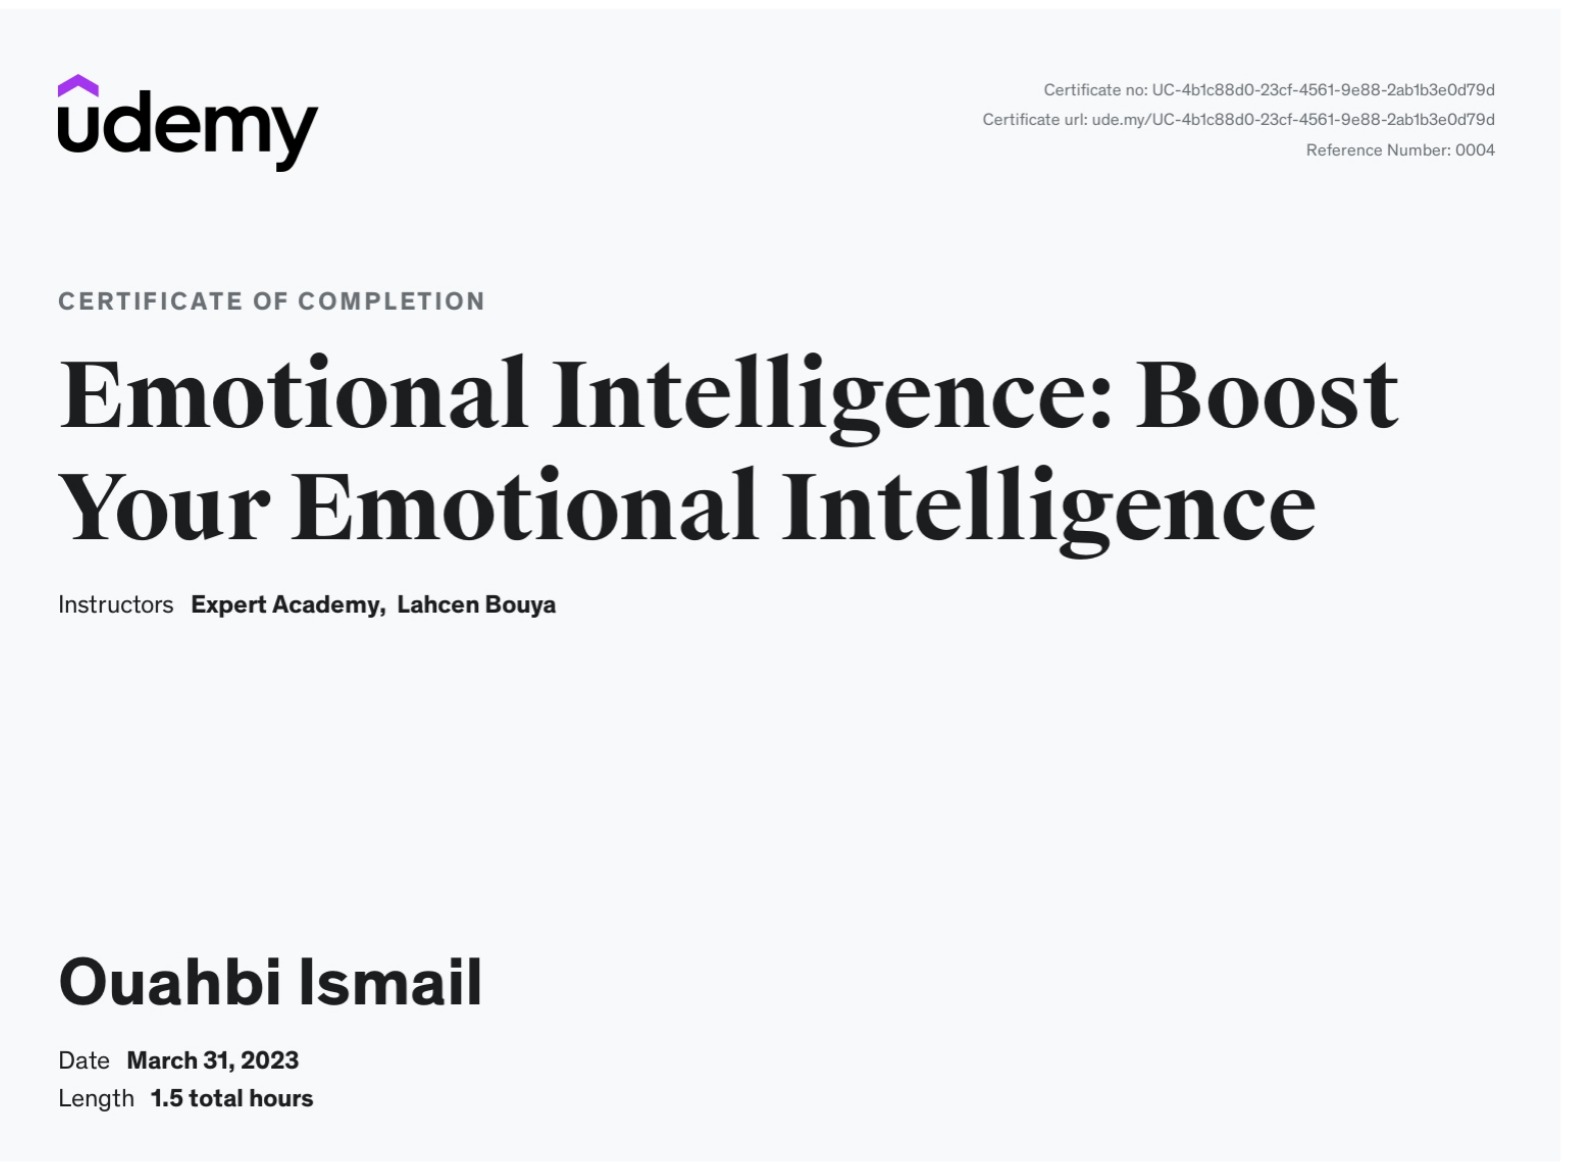 udemy
Certificate no: UC-4b1c88d0-23cf-4561-9e88-2ab1b3e0d79d
Certificate url: ude.my/UC-4b1c88d0-23cf-4561-9e88-2ab1b3e0d79d
Reference Number: 0004
CERTIFICATE OF COMPLETION
Emotional Intelligence: Boost
Your Emotional Intelligence
Instructors Expert Academy, Lahcen Bouya
Ouahbi Ismail
Date March 31, 2023
Length 1.5 total hours